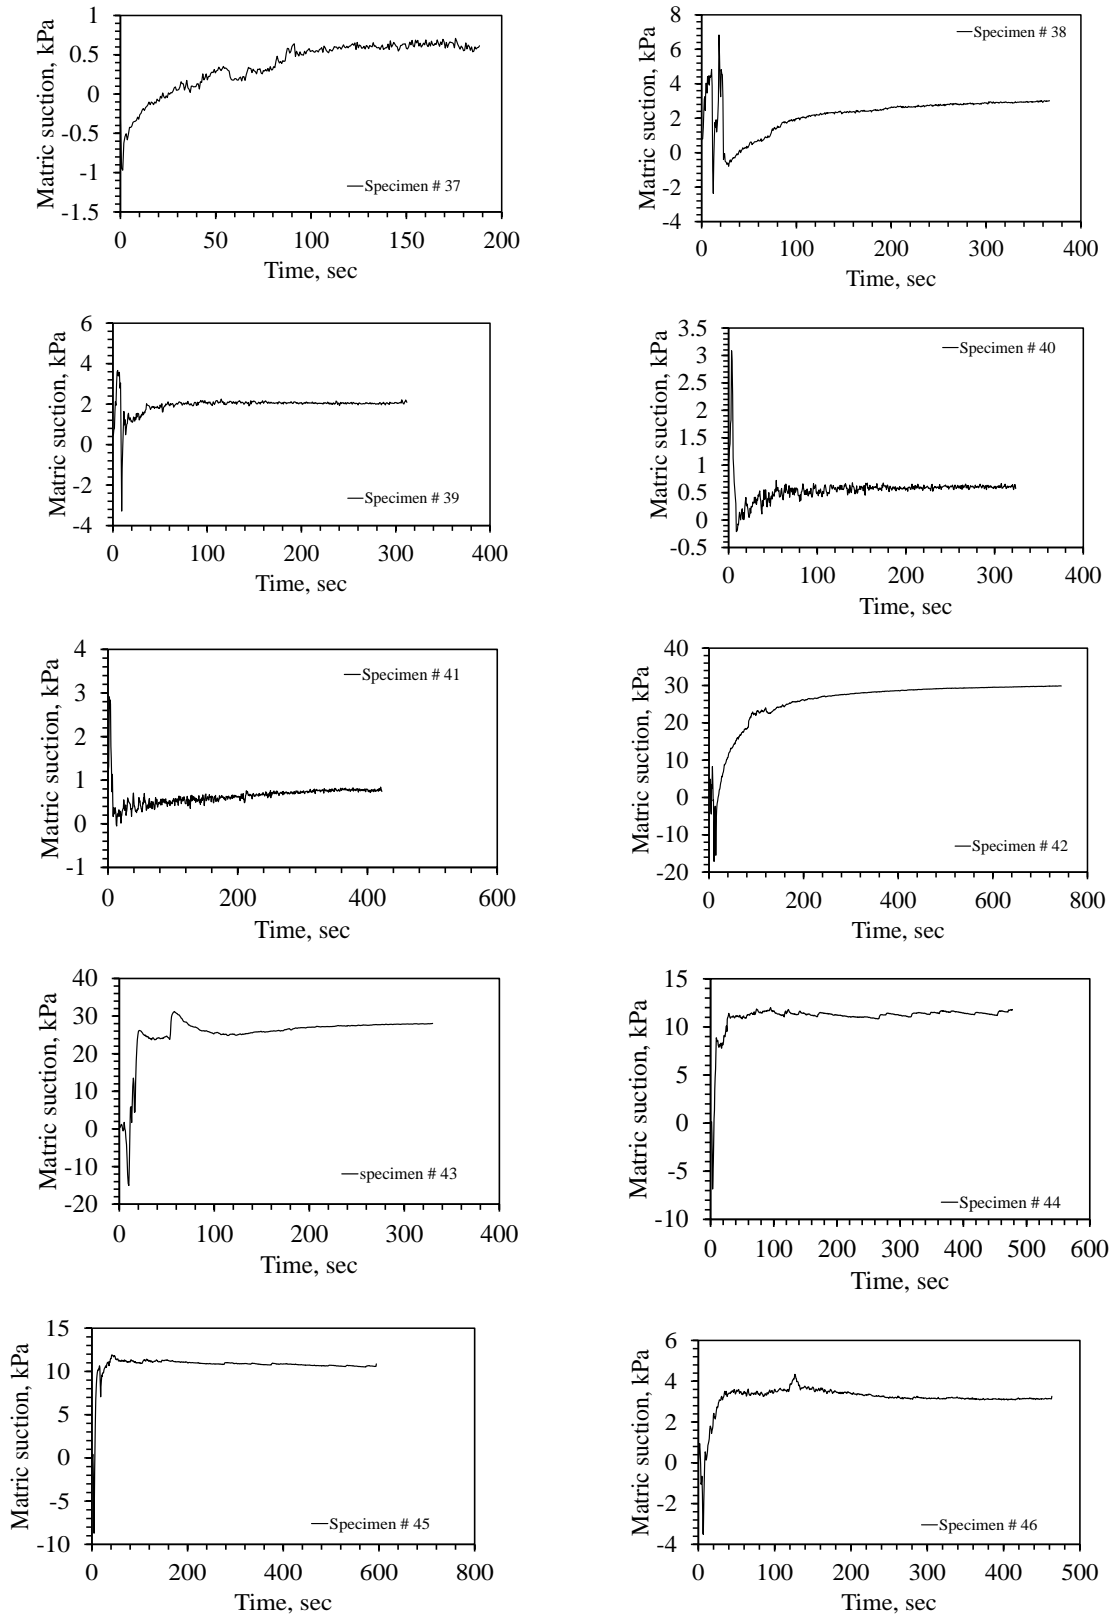 1
0.5
0
-0.5
-1
-1.5
Matric suction, kPa
Specimen # 37
0 50 100 150 200
Time, sec
8
6
4
2
0
-2
-4
Matric suction, kPa
Specimen # 38
0 100 200 300 400
Time, sec
6
4
2
0
-2
-4
Matric suction, kPa
Specimen # 39
0 100 200 300 400
Time, sec
3.5
3
2.5
2
1.5
1
0.5
0
-0.5
Matric suction, kPa
Specimen # 40
0 100 200 300 400
Time, sec
4
3
2
1
0
-1
Matric suction, kPa
Specimen # 41
0 200 400 600
Time, sec
40
30
20
10
0
-10
-20
Matric suction, kPa
Specimen # 42
0 200 400 600 800
Time, sec
40
30
20
10
0
-10
-20
Matric suction, kPa
specimen # 43
0 100 200 300 400
Time, sec
15
10
5
0
-5
-10
Matric suction, kPa
Specimen # 44
0 100 200 300 400 500 600
Time, sec
15
10
5
0
-5
-10
Matric suction, kPa
Specimen # 45
0 200 400 600 800
Time, sec
6
4
2
0
-2
-4
Matric suction, kPa
Specimen # 46
0 100 200 300 400 500
Time, sec